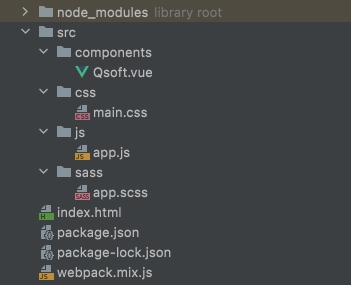 node_modules library root
src
components
Qsoft.vue
css
main.css
js
app.js
sass
app.scss
index.html
package.json
package-lock.json
webpack.mix.js